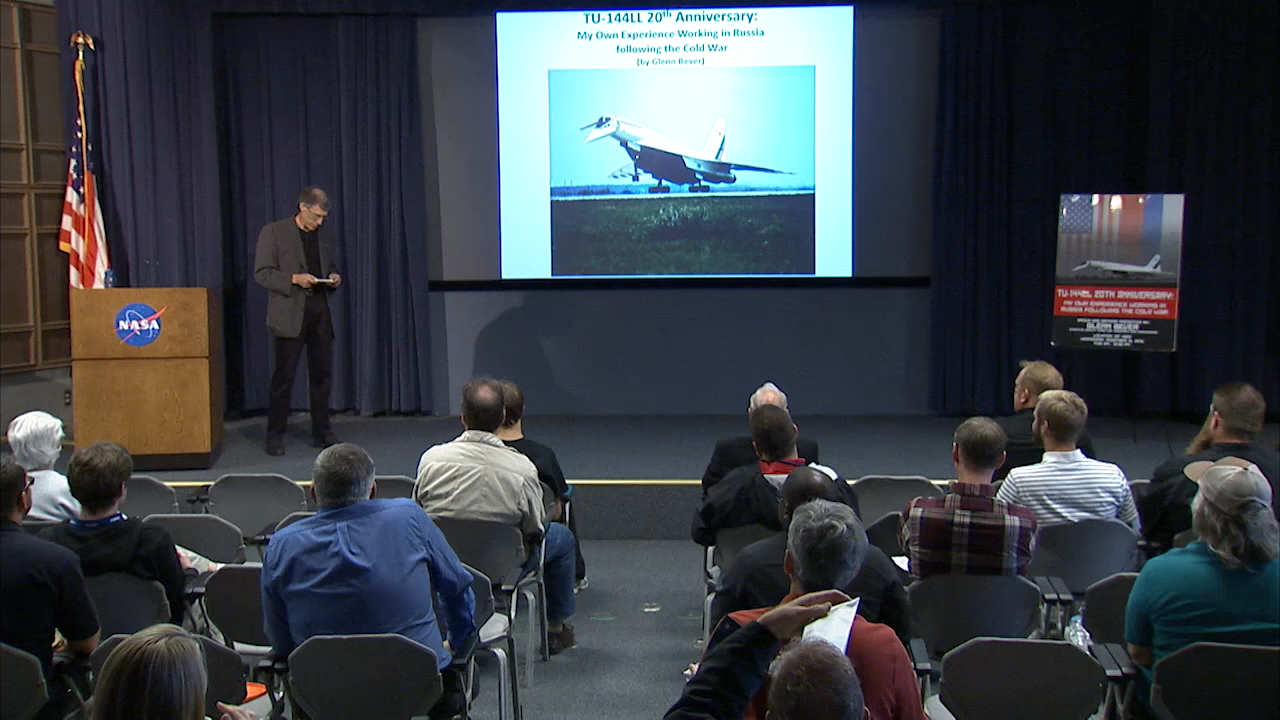 TU-144LL 20th Anniversary:
My Own Experience Working in Russia
following the Cold War
(by Glenn Bever)
NASA
TU-144LL 20TH ANNIVERSARY:
MY OWN EXPERIENCE WORKING IN
RUSSIA FOLLOWING THE COLD WAR
GLENN BEVER